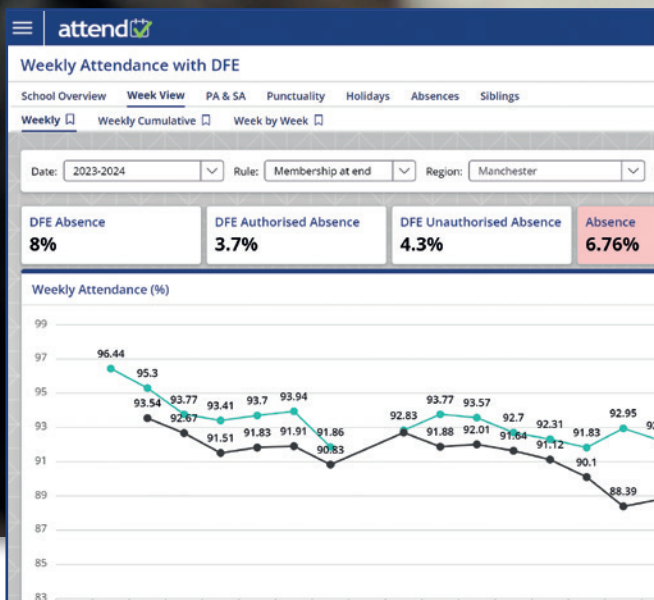 attend
Weekly Attendance with DFE
School Overview Week View PA & SA Punctuality Holidays Absences Siblings
Weekly Weekly Cumulative Week by Week
Date: 2023-2024 Rule: Membership at end Region: Manchester
DFE Absence DFE Authorised Absence DFE Unauthorised Absence Absence
8% 3.7% 4.3% 6.76%
Weekly Attendance (%)
99
97
96.44
95.3
95
93.54 93.77 93.41 93.7 93.94 92.83 93.77 93.57 92.7 92.31 91.83 92.95
93
92.67 91.51 91.83 91.91 91.86 91.88 92.01 91.64 91.12
91
90.83 90.1
89
88.39
87
85
83